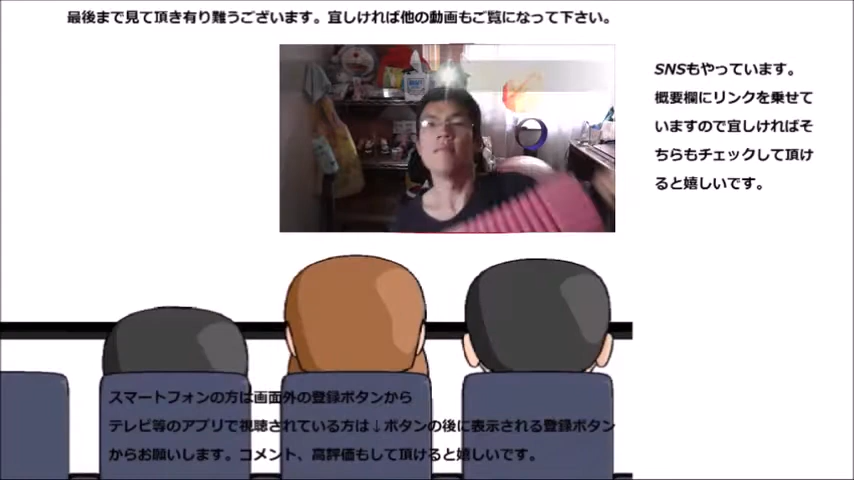 最後まで見て頂き有り難うございます。宜しければ他の動画もご覧になって下さい。
SNSもやっています。
概要欄にリンクを乗せて
いますので宜しければそ
ちらもチェックして頂け
ると嬉しいです。
スマートフォンの方は画面外の登録ボタンから
テレビ等のアプリで視聴されている方は↓ボタンの後に表示される登録ボタン
からお願いします。コメント、高評価もして頂けると嬉しいです。